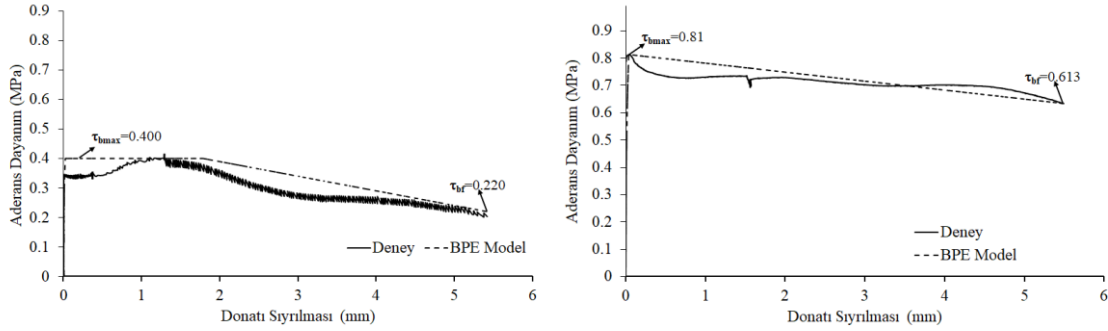 0.9
0.8
0.7
0.6
0.5
0.4
0.3
0.2
0.1
0
Aderans Dayanım (MPa)
τbmax=0.400
τbf=0.220
Deney
BPE Model
0 1 2 3 4 5 6
Donatı Sıyrılması (mm)
0.9
0.8
0.7
0.6
0.5
0.4
0.3
0.2
0.1
0
Aderans Dayanım (MPa)
τbmax=0.81
τbf=0.613
Deney
BPE Model
0 1 2 3 4 5 6
Donatı Sıyrılması (mm)